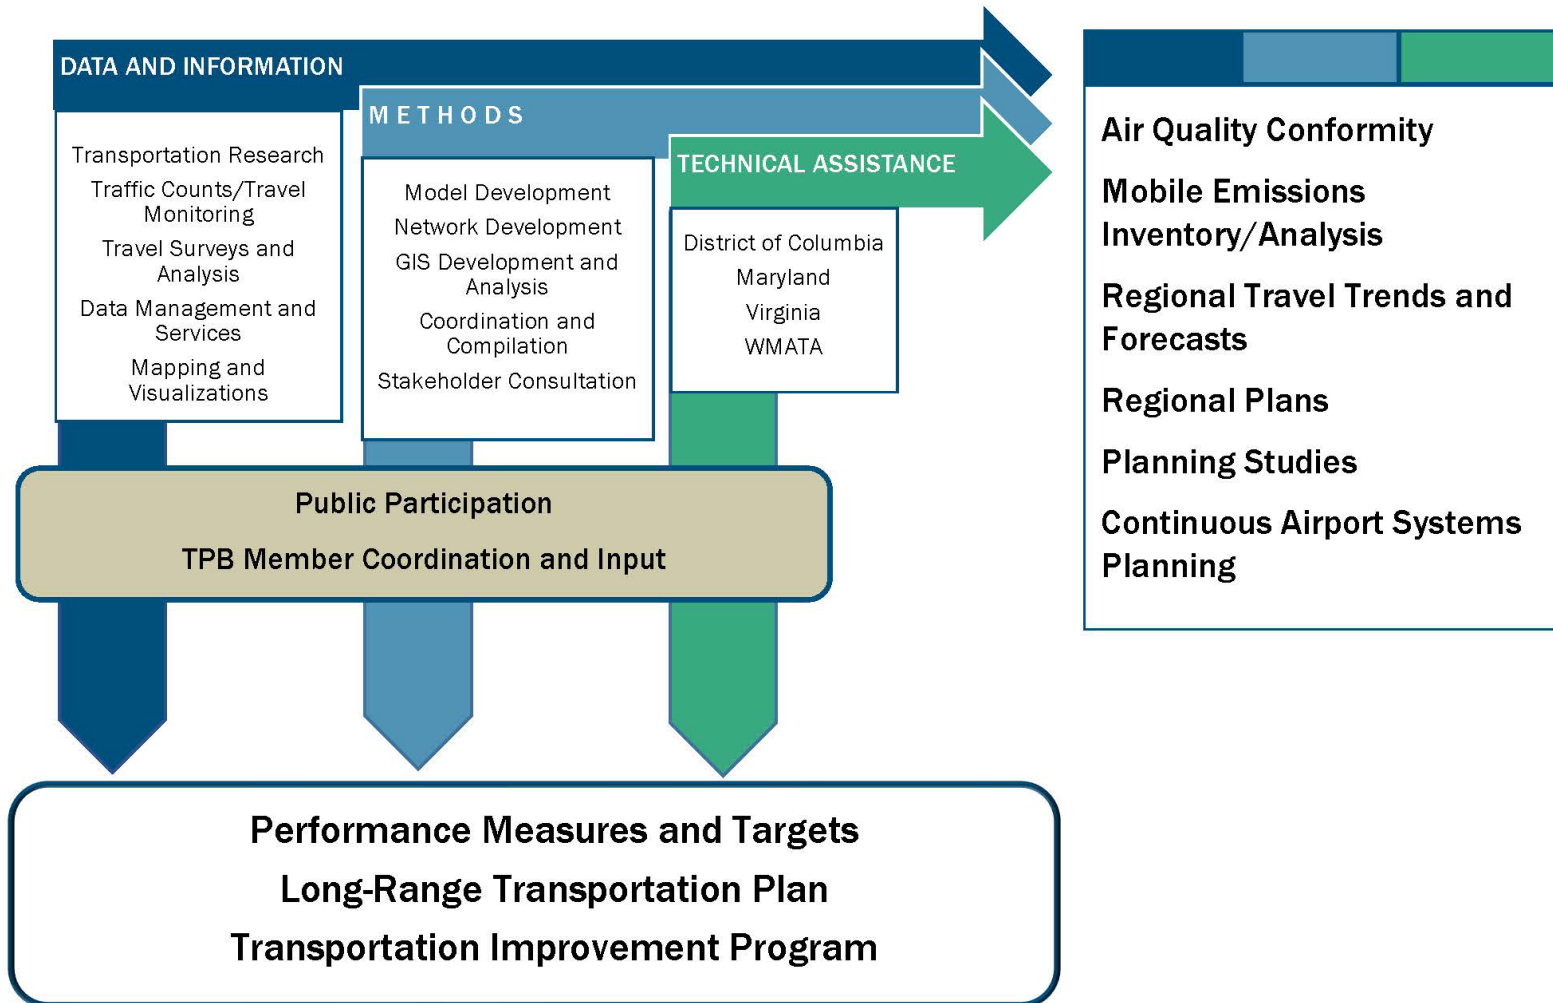 DATA AND INFORMATION
Transportation Research
Traffic Counts/Travel
Monitoring
Travel Surveys and
Analysis
Data Management and
Services
Mapping and
Visualizations
METHODS
Model Development
Network Development
GIS Development and
Analysis
Coordination and
Compilation
Stakeholder Consultation
TECHNICAL ASSISTANCE
District of Columbia
Maryland
Virginia
WMATA
Public Participation
TPB Member Coordination and Input
Performance Measures and Targets
Long-Range Transportation Plan
Transportation Improvement Program
Air Quality Conformity
Mobile Emissions
Inventory/Analysis
Regional Travel Trends and
Forecasts
Regional Plans
Planning Studies
Continuous Airport Systems
Planning